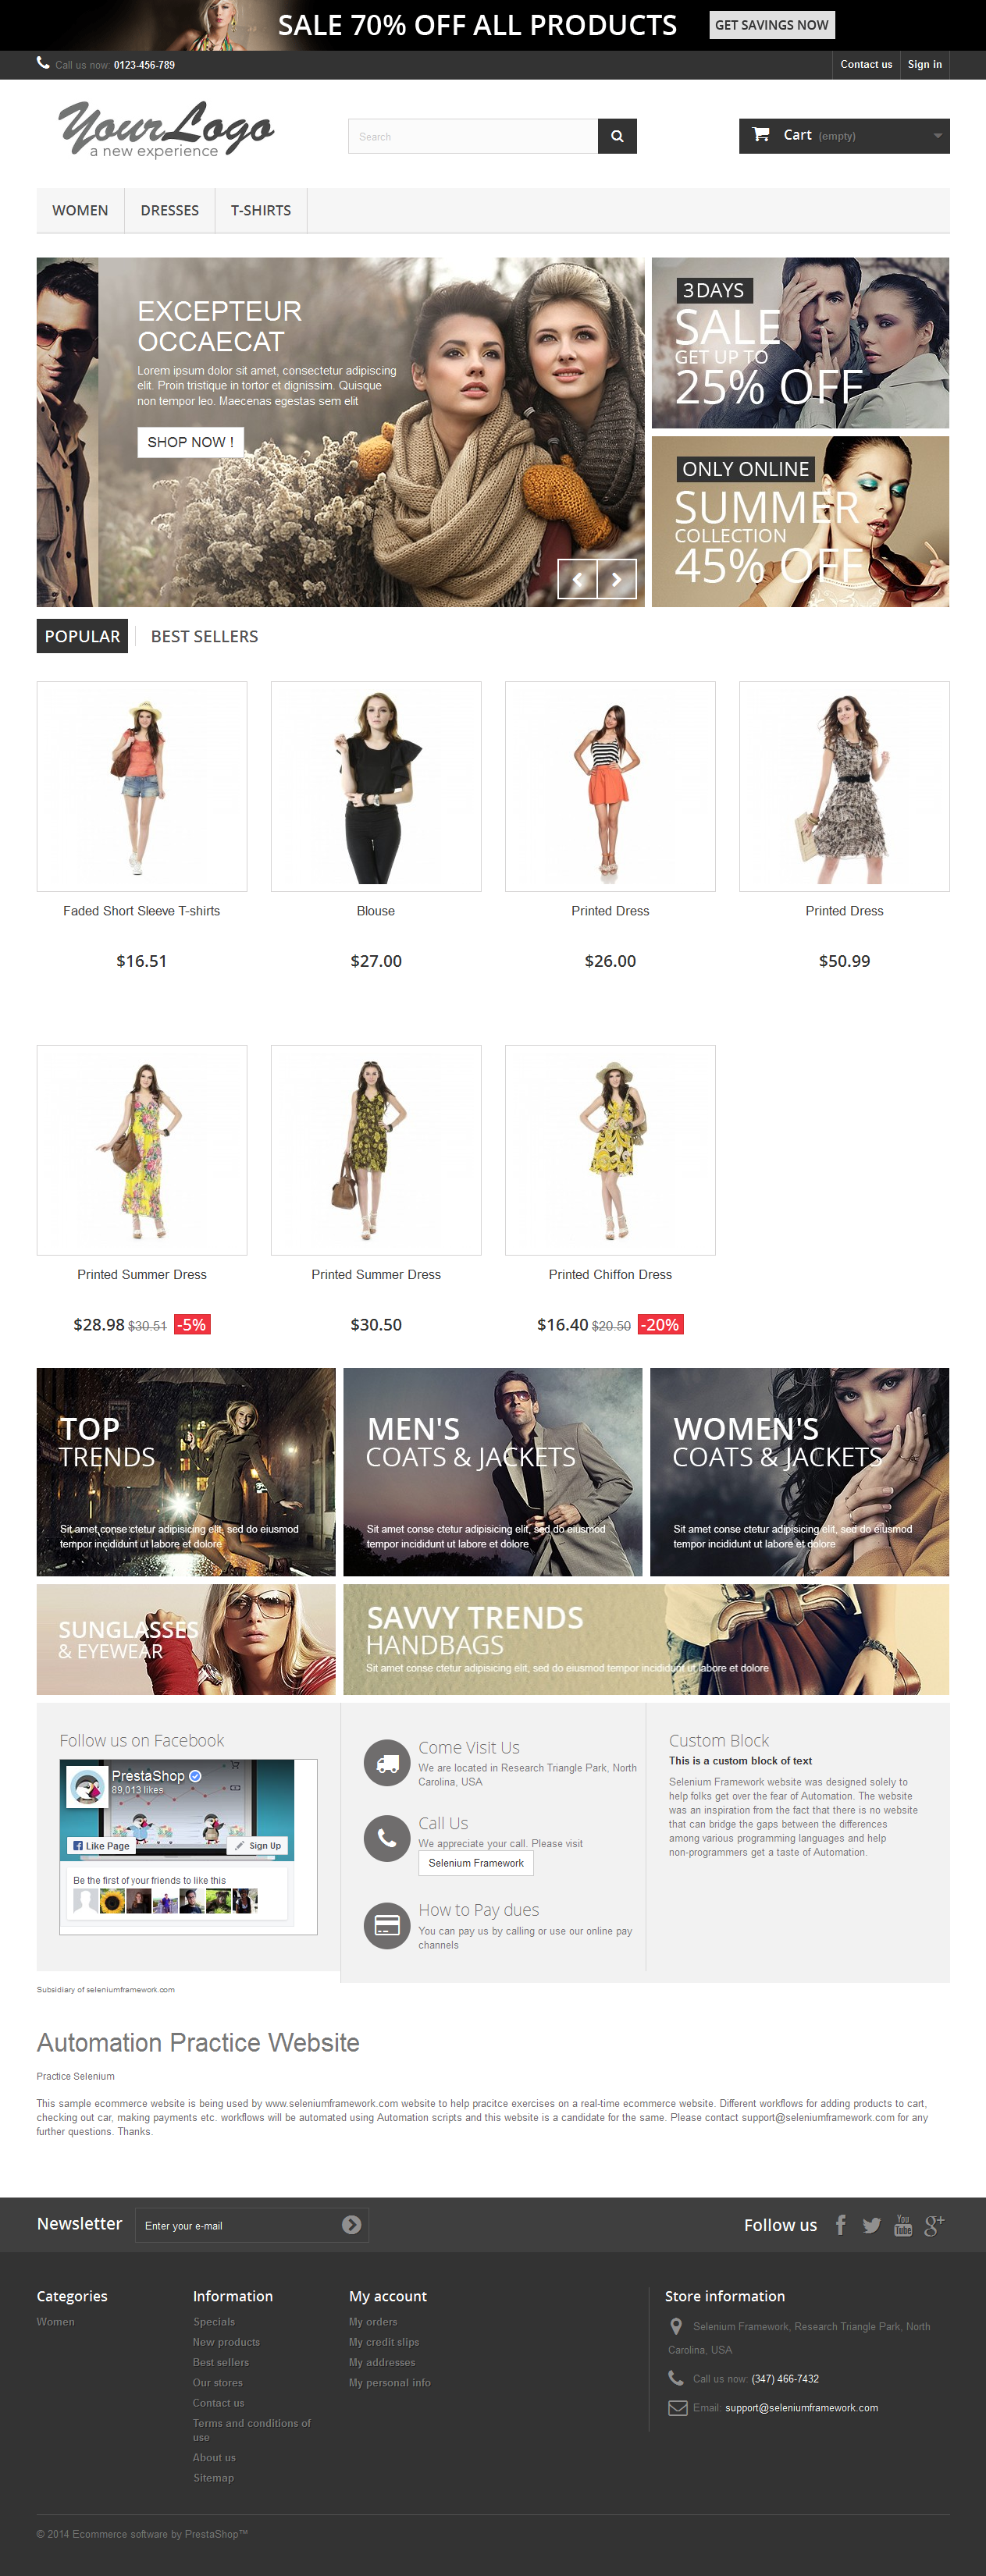 SALE 70% OFF ALL PRODUCTS
GET SAVINGS NOW
Call us now: 0123-456-789
Contact us
Sign in
YourLogo
a new experience
Search
Cart (empty)
WOMEN
DRESSES
T-SHIRTS
EXCEPTEUR
OCCAECAT
Lorem ipsum dolor sit amet, consectetur adipiscing
elit. Proin tristique in tortor et dignissim. Quisque
non tempor leo. Maecenas egestas sem elit
SHOP NOW !
3 DAYS
SALE
GET UP TO
25% OFF
ONLY ONLINE
SUMMER
COLLECTION
45% OFF
POPULAR
BEST SELLERS
Faded Short Sleeve T-shirts
$16.51
Blouse
$27.00
Printed Dress
$26.00
Printed Dress
$50.99
Printed Summer Dress
$28.98 $30.51 -5%
Printed Summer Dress
$30.50
Printed Chiffon Dress
$16.40 $20.50 -20%
TOP
TRENDS
Sit amet conse ctetur adipisicing elit, sed do eiusmod
tempor incididunt ut labore et dolore
MEN'S
COATS & JACKETS
Sit amet conse ctetur adipisicing elit, sed do eiusmod
tempor incididunt ut labore et dolore
WOMEN'S
COATS & JACKETS
Sit amet conse ctetur adipisicing elit, sed do eiusmod
tempor incididunt ut labore et dolore
SUNGLASSES
& EYEWEAR
SAVVY TRENDS
HANDBAGS
Sit amet conse ctetur adipisicing elit, sed do eiusmod tempor incididunt ut labore et dolore
Follow us on Facebook
PrestaShop
89,013 likes
Like Page
Sign Up
Be the first of your friends to like this
Come Visit Us
We are located in Research Triangle Park, North
Carolina, USA
Call Us
We appreciate your call. Please visit
Selenium Framework
How to Pay dues
You can pay us by calling or use our online pay
channels
Custom Block
This is a custom block of text
Selenium Framework website was designed solely to
help folks get over the fear of Automation. The website
was an inspiration from the fact that there is no website
that can bridge the gaps between the differences
among various programming languages and help
non-programmers get a taste of Automation.
Subsidiary of seleniumframework.com
Automation Practice Website
Practice Selenium
This sample ecommerce website is being used by www.seleniumframework.com website to help pracitce exercises on a real-time ecommerce website. Different workflows for adding products to cart,
checking out car, making payments etc. workflows will be automated using Automation scripts and this website is a candidate for the same. Please contact support@seleniumframework.com for any
further questions. Thanks.
Newsletter
Enter your e-mail
Follow us
You
Tube
Categories
Women
Information
Specials
New products
Best sellers
Our stores
Contact us
Terms and conditions of
use
About us
Sitemap
My account
My orders
My credit slips
My addresses
My personal info
Store information
Selenium Framework, Research Triangle Park, North
Carolina, USA
Call us now: (347) 466-7432
Email: support@seleniumframework.com
© 2014 Ecommerce software by PrestaShop™